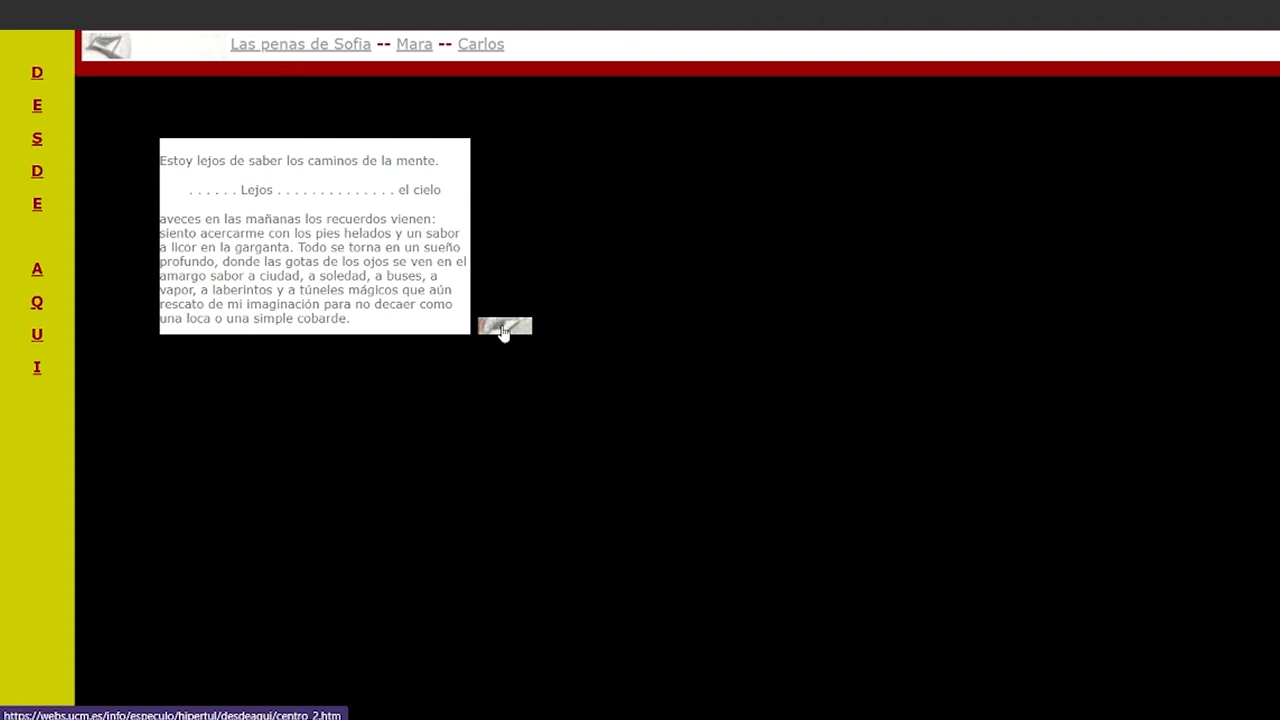 Las penas de Sofia -- Mara -- Carlos
D
E
S
D
E
A
Q
U
I
Estoy lejos de saber los caminos de la mente.
. . . . . . Lejos . . . . . . . . . . . . . . el cielo
aveces en las mañanas los recuerdos vienen:
siento acercarme con los pies helados y un sabor
a licor en la garganta. Todo se torna en un sueño
profundo, donde las gotas de los ojos se ven en el
amargo sabor a ciudad, a soledad, a buses, a
vapor, a laberintos y a túneles mágicos que aún
rescato de mi imaginación para no decaer como
una loca o una simple cobarde.
https://webs.ucm.es/info/especulo/hipertul/desdeaqui/centro_2.htm